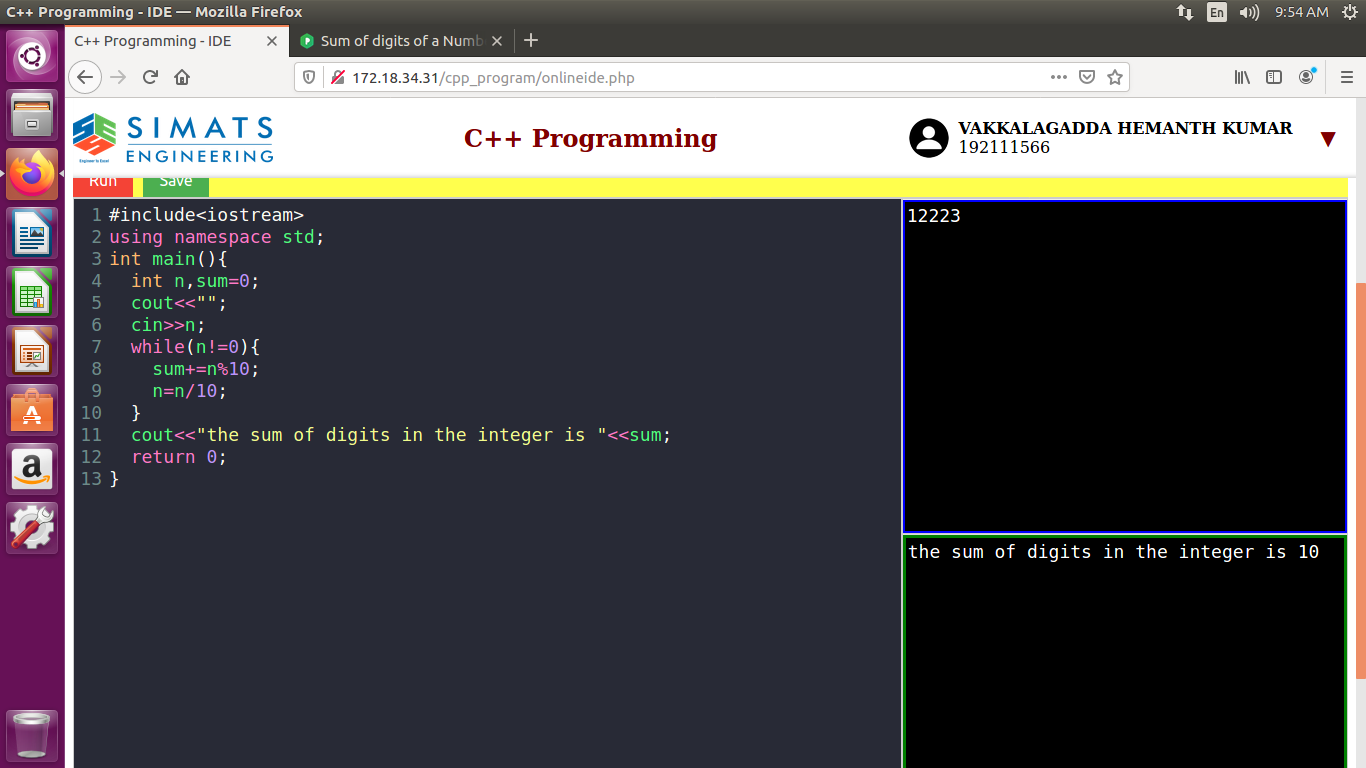 C++ Programming - IDE — Mozilla Firefox
En
9:54 AM
C++ Programming - IDE
Sum of digits of a Numb
172.18.34.31/cpp_program/onlineide.php
SIMATS
ENGINEERING
Engineer to Excel
C++ Programming
VAKKALAGADDA HEMANTH KUMAR
192111566
Run
Save
1 #include<iostream>
2 using namespace std;
3 int main(){
4   int n,sum=0;
5   cout<<"";
6   cin>>n;
7   while(n!=0){
8     sum+=n%10;
9     n=n/10;
10   }
11   cout<<"the sum of digits in the integer is "<<sum;
12   return 0;
13 }
12223
the sum of digits in the integer is 10